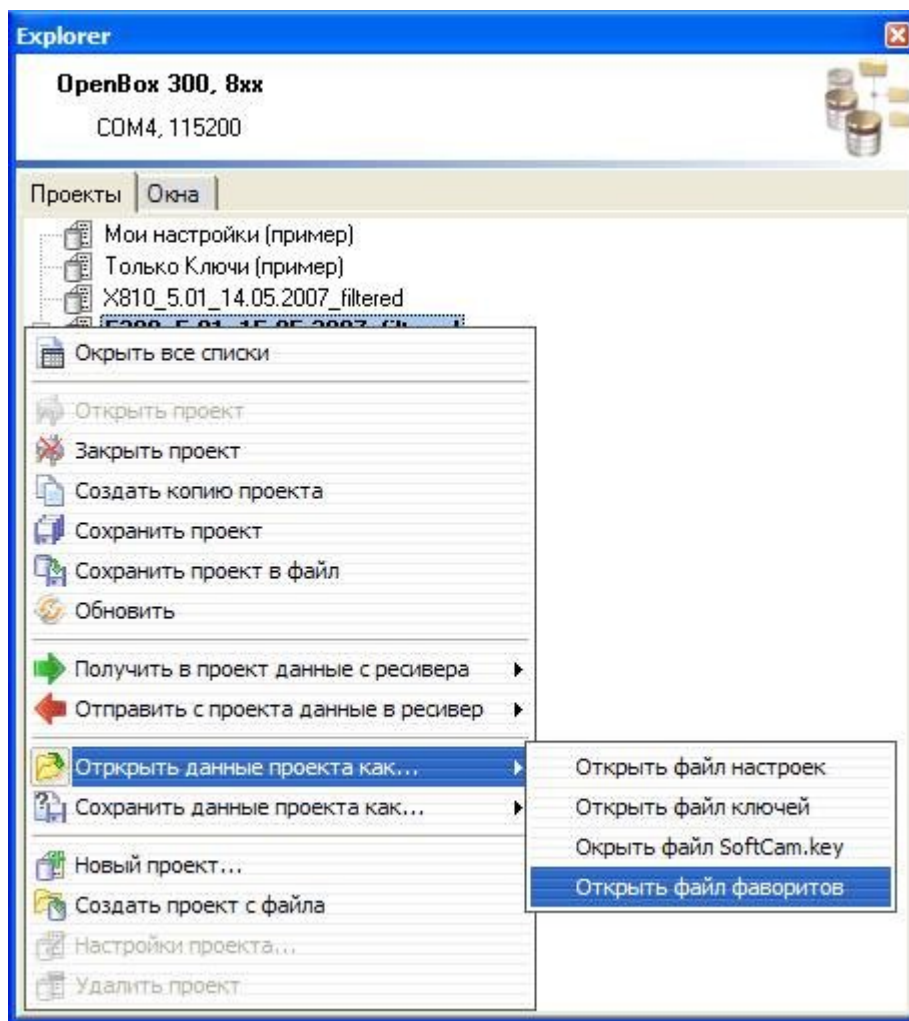 Explorer
OpenBox 300, 8xx
COM4, 115200
Проекты
Окна
Мои настройки (пример)
Только Ключи (пример)
X810_5.01_14.05.2007_filtered
Окрыть все списки
Открыть проект
Закрыть проект
Создать копию проекта
Сохранить проект
Сохранить проект в файл
Обновить
Получить в проект данные с ресивера
Отправить с проекта данные в ресивер
Отркрыть данные проекта как...
Сохранить данные проекта как...
Новый проект...
Создать проект с файла
Настройки проекта...
Удалить проект
Открыть файл настроек
Открыть файл ключей
Окрыть файл SoftCam.key
Открыть файл фаворитов